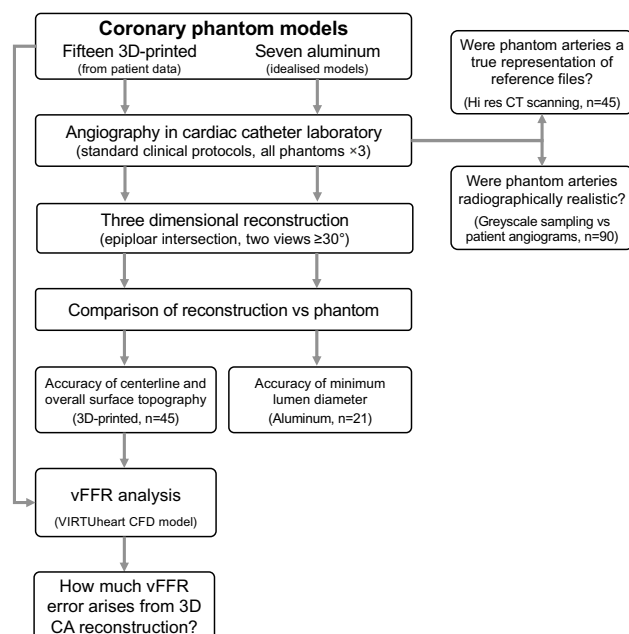 Coronary phantom models
Fifteen 3D-printed
(from patient data)
Seven aluminum
(idealised models)
Were phantom arteries a
true representation of
reference files?
(Hi res CT scanning, n=45)
Angiography in cardiac catheter laboratory
(standard clinical protocols, all phantoms ×3)
Were phantom arteries
radiographically realistic?
(Greyscale sampling vs
patient angiograms, n=90)
Three dimensional reconstruction
(epiploar intersection, two views ≥30°)
Comparison of reconstruction vs phantom
Accuracy of centerline and
overall surface topography
(3D-printed, n=45)
Accuracy of minimum
lumen diameter
(Aluminum, n=21)
vFFR analysis
(VIRTUheart CFD model)
How much vFFR
error arises from 3D
CA reconstruction?